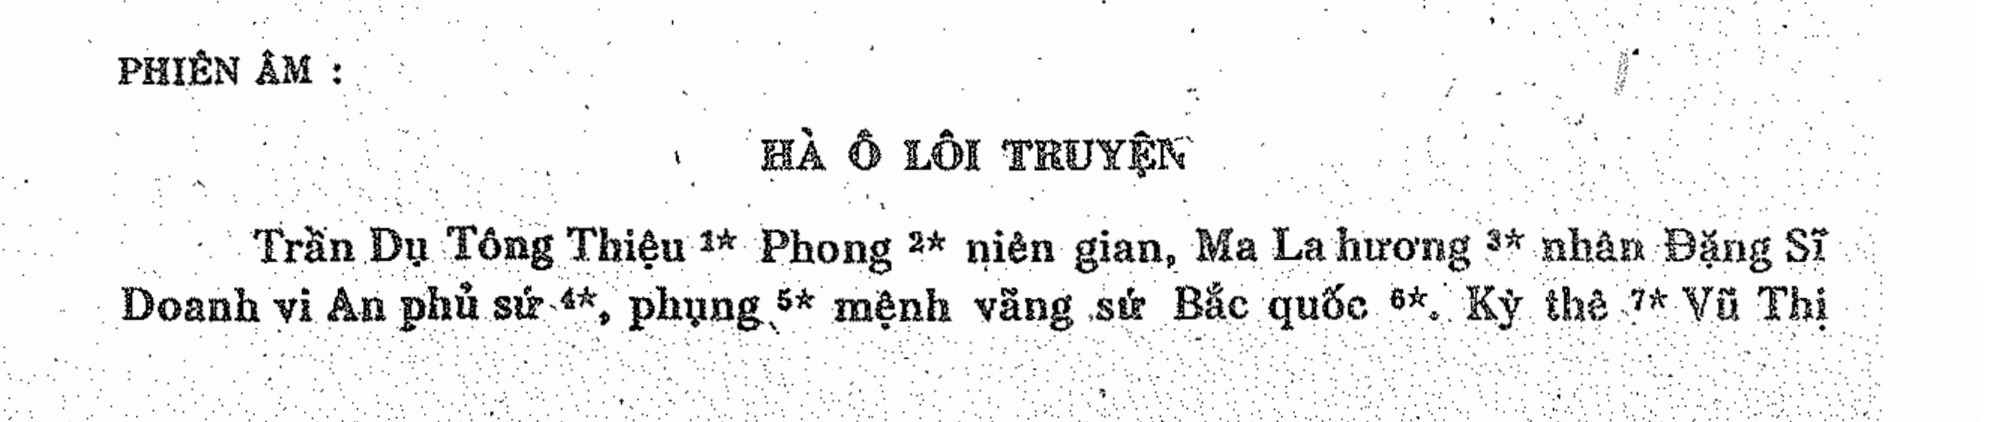 PHIÊN ÂM :
HÀ Ô LÔI TRUYỆN
Trần Dụ Tông Thiệu ¹* Phong ²* niên gian, Ma La hương ³* nhân Đặng Sĩ
Doanh vi An phủ sứ ⁴*, phụng ⁵* mệnh vãng sứ Bắc quốc ⁶*. Kỳ thê ⁷* Vũ Thị